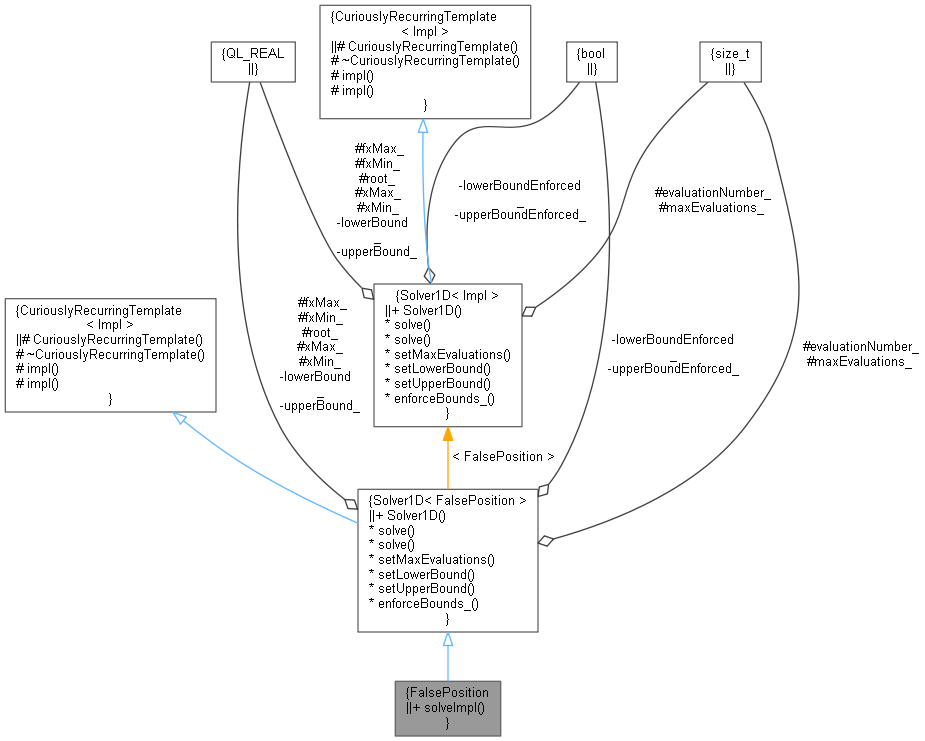 {CuriouslyRecurringTemplate
< Impl >
||# CuriouslyRecurringTemplate()
# ~CuriouslyRecurringTemplate()
# impl()
# impl()
}
{QL_REAL
||}
{bool
||}
{size_t
||}
#fxMax_
#fxMin_
#root_
#xMax_
#xMin_
-lowerBound
_
-upperBound_
-lowerBoundEnforced
_
-upperBoundEnforced_
#evaluationNumber_
#maxEvaluations_
{Solver1D< Impl >
||+ Solver1D()
* solve()
* solve()
* setMaxEvaluations()
* setLowerBound()
* setUpperBound()
* enforceBounds_()
}
{CuriouslyRecurringTemplate
< Impl >
||# CuriouslyRecurringTemplate()
# ~CuriouslyRecurringTemplate()
# impl()
# impl()
}
#fxMax_
#fxMin_
#root_
#xMax_
#xMin_
-lowerBound
_
-upperBound_
-lowerBoundEnforced
_
-upperBoundEnforced_
#evaluationNumber_
#maxEvaluations_
< FalsePosition >
{Solver1D< FalsePosition >
||+ Solver1D()
* solve()
* solve()
* setMaxEvaluations()
* setLowerBound()
* setUpperBound()
* enforceBounds_()
}
{FalsePosition
||+ solveImpl()
}